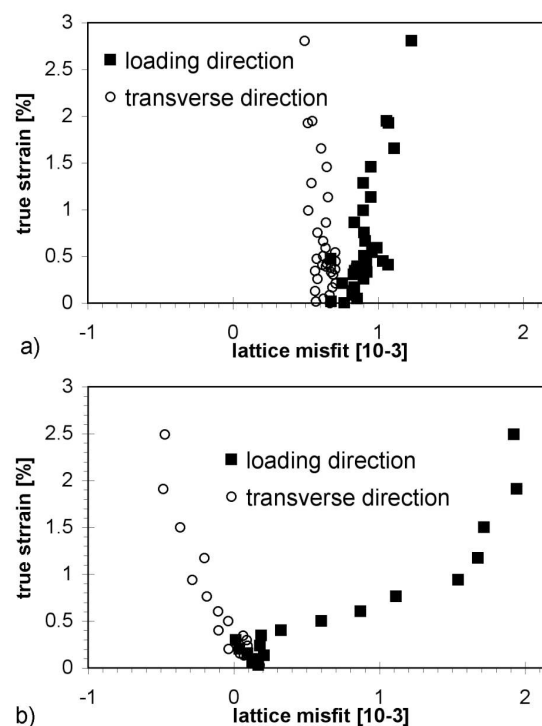 3
2.5
2
1.5
1
0.5
0
true strrain [%]
loading direction
transverse direction
-1 0 1 2
lattice misfit [10-3]
a)
3
2.5
2
1.5
1
0.5
0
true strrain [%]
loading direction
transverse direction
-1 0 1 2
lattice misfit [10-3]
b)